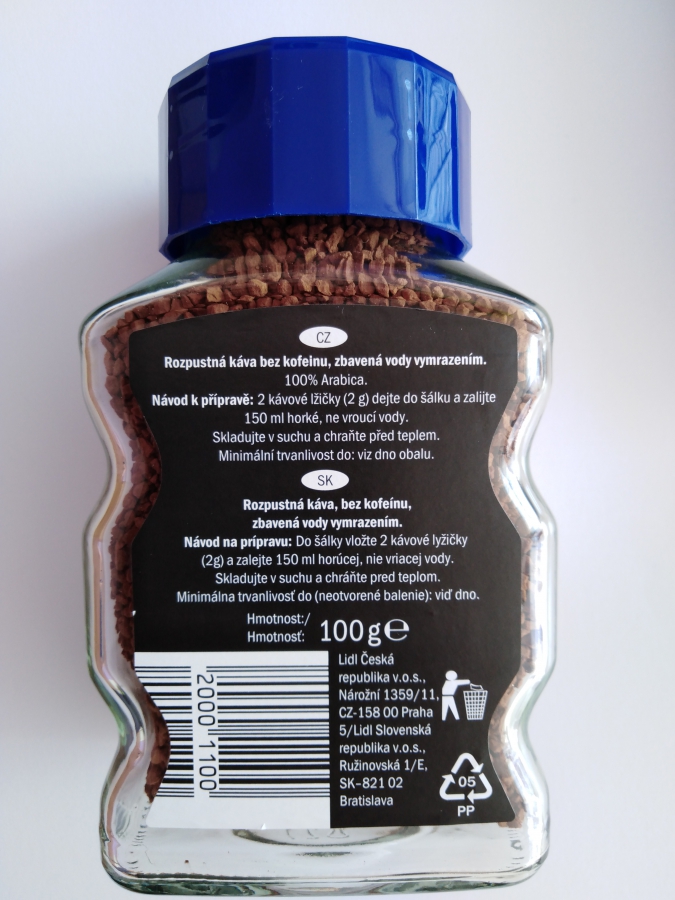 CZ
Rozpustná káva bez kofeinu, zbavená vody vymrazením.
100% Arabica.
Návod k přípravě: 2 kávové lžičky (2 g) dejte do šálku a zalijte
150 ml horké, ne vroucí vody.
Skladujte v suchu a chraňte před teplem.
Minimální trvanlivost do: viz dno obalu.
SK
Rozpustná káva, bez kofeínu,
zbavená vody vymrazením.
Návod na prípravu: Do šálky vložte 2 kávové lyžičky
(2g) a zalejte 150 ml horúcej, nie vriacej vody.
Skladujte v suchu a chráňte pred teplom.
Minimálna trvanlivosť do (neotvorené balenie): viď dno.
Hmotnost:/
Hmotnosť: 100 g ℮
Lidl Česká
republika v.o.s.,
Nárožní 1359/11,
CZ-158 00 Praha
5/Lidl Slovenská
republika v.o.s.,
Ružinovská 1/E,
SK-821 02
Bratislava
2000 1100
05
PP